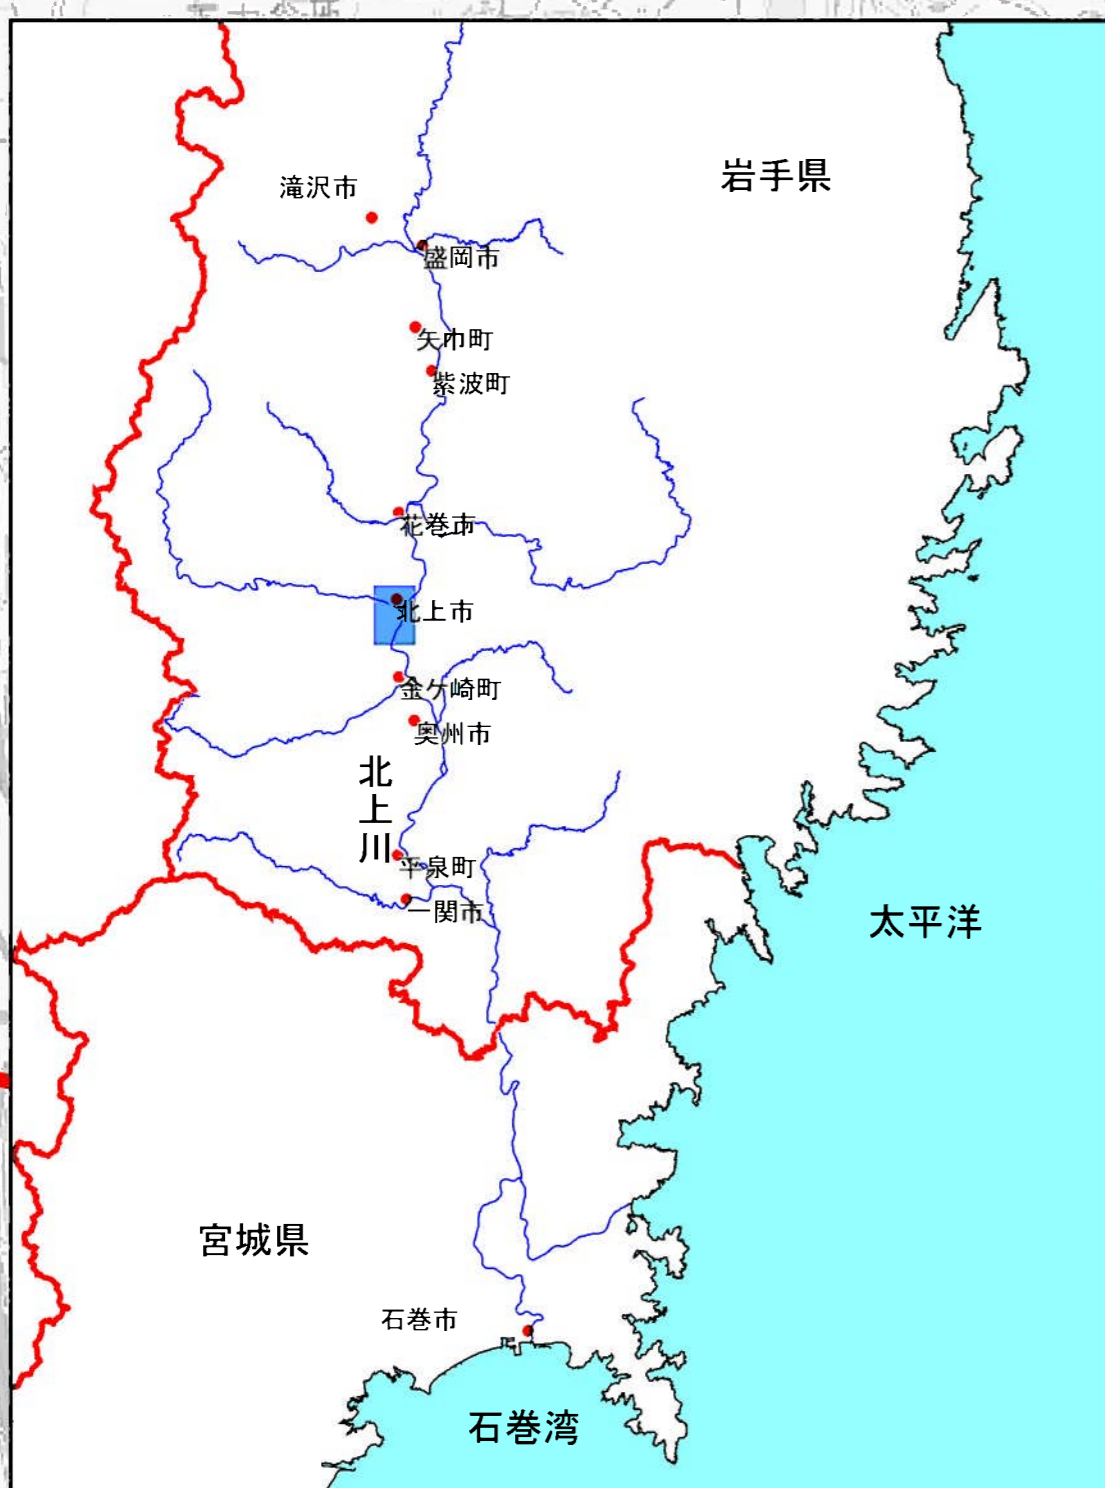 岩手県
滝沢市
盛岡市
矢巾町
紫波町
花巻市
北上市
金ケ崎町
奥州市
北上川
平泉町
一関市
太平洋
宮城県
石巻市
石巻湾